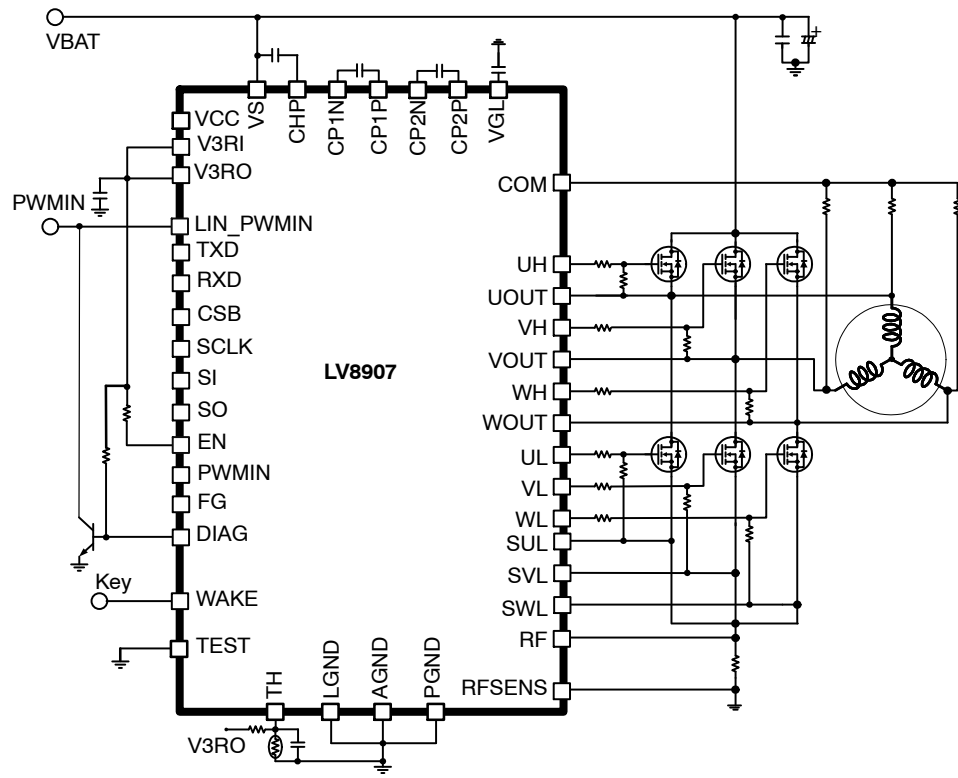 VBAT
VS
CHP
CP1N
CP1P
CP2N
CP2P
VGL
VCC
V3RI
V3RO
PWMIN
LIN_PWMIN
TXD
RXD
CSB
SCLK
SI
SO
EN
PWMIN
FG
DIAG
Key
WAKE
TEST
LV8907
COM
UH
UOUT
VH
VOUT
WH
WOUT
UL
VL
WL
SUL
SVL
SWL
RF
RFSENS
TH
LGND
AGND
PGND
V3RO
+